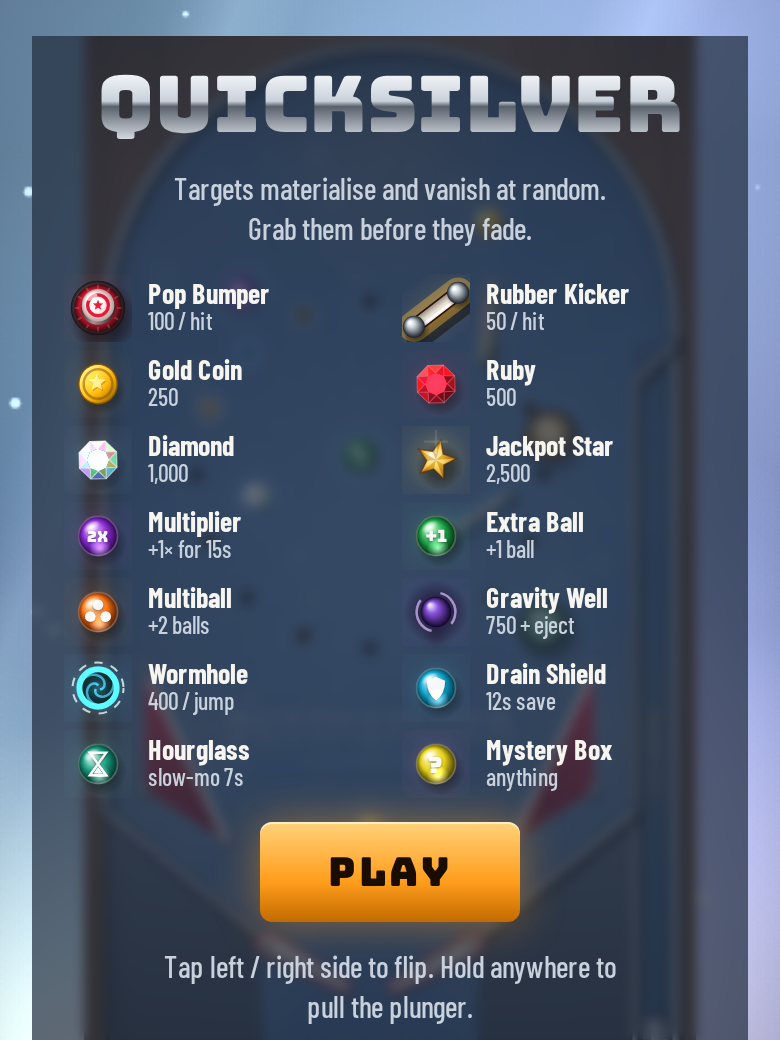 QUICKSILVER
Targets materialise and vanish at random.
Grab them before they fade.
Pop Bumper
100 / hit
Rubber Kicker
50 / hit
Gold Coin
250
Ruby
500
Diamond
1,000
Jackpot Star
2,500
2X
Multiplier
+1× for 15s
+1
Extra Ball
+1 ball
Multiball
+2 balls
Gravity Well
750 + eject
Wormhole
400 / jump
Drain Shield
12s save
Hourglass
slow-mo 7s
?
Mystery Box
anything
PLAY
Tap left / right side to flip. Hold anywhere to
pull the plunger.